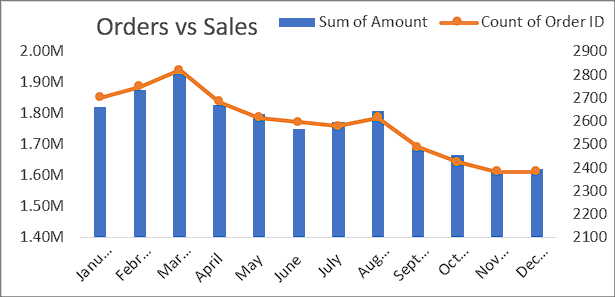 Orders vs Sales
Sum of Amount
Count of Order ID
2.00M
1.90M
1.80M
1.70M
1.60M
1.50M
1.40M
2900
2800
2700
2600
2500
2400
2300
2200
2100
Janu...
Febr...
Mar...
April
May
June
July
Aug...
Sept...
Oct...
Nov...
Dec...